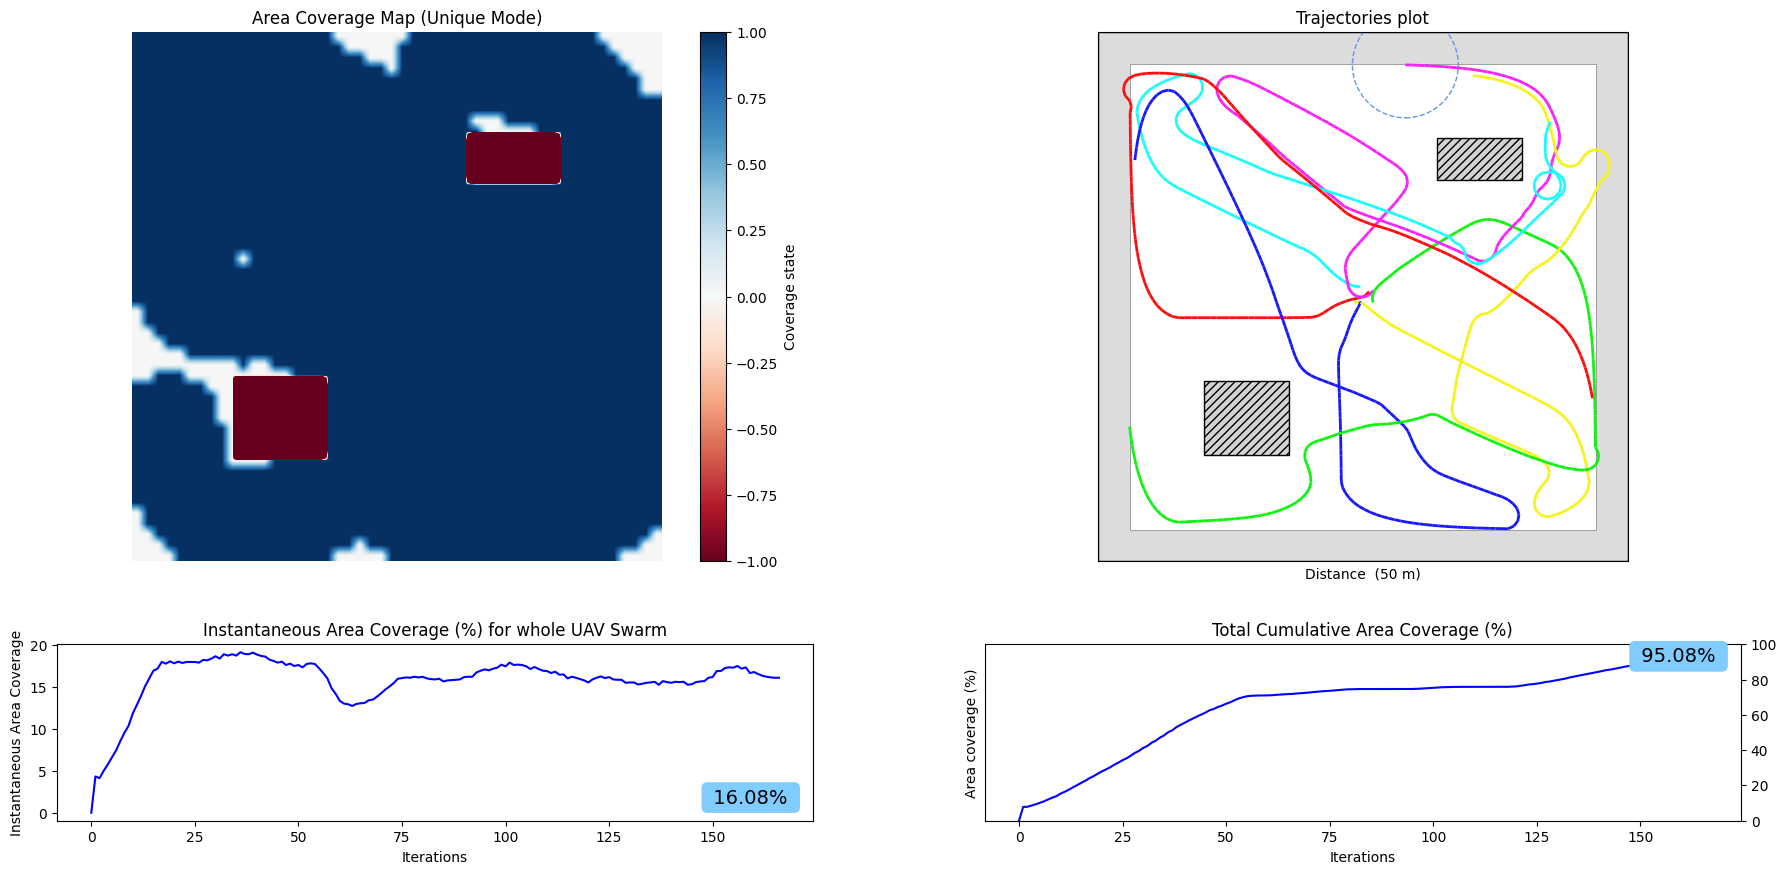 Area Coverage Map (Unique Mode)
1.00
0.75
0.50
0.25
0.00
−0.25
−0.50
−0.75
−1.00
Coverage state
Trajectories plot
Distance  (50 m)
Instantaneous Area Coverage (%) for whole UAV Swarm
Instantaneous Area Coverage
20
15
10
5
0
16.08%
0 25 50 75 100 125 150
Iterations
Total Cumulative Area Coverage (%)
Area coverage (%)
95.08%
100
80
60
40
20
0
0 25 50 75 100 125 150
Iterations